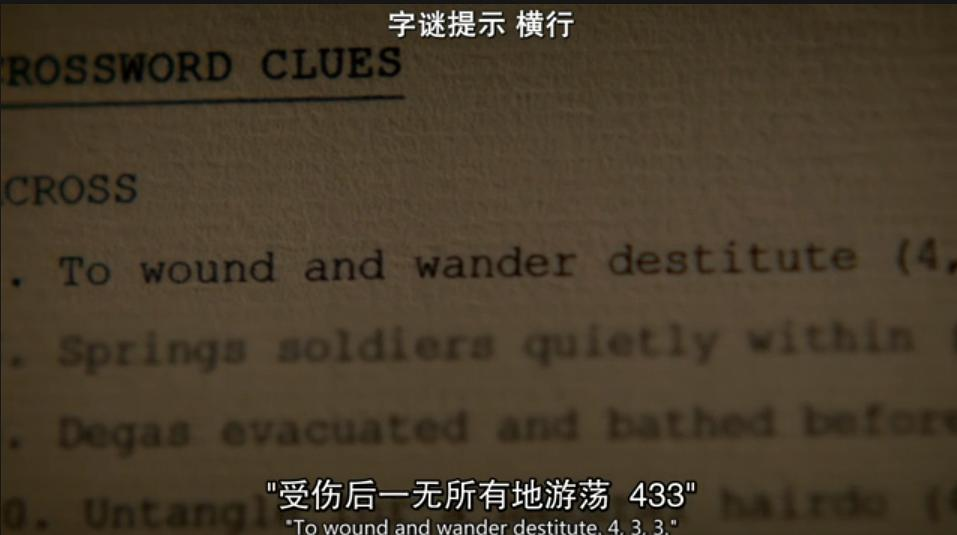 字谜提示 横行
ROSSWORD CLUES
CROSS
. To wound and wander destitute (4,
. Springs soldiers quietly within (
. Degas evacuated and bathed before
0. Untangl hairdo (
"受伤后一无所有地游荡 433"
"To wound and wander destitute. 4, 3, 3."